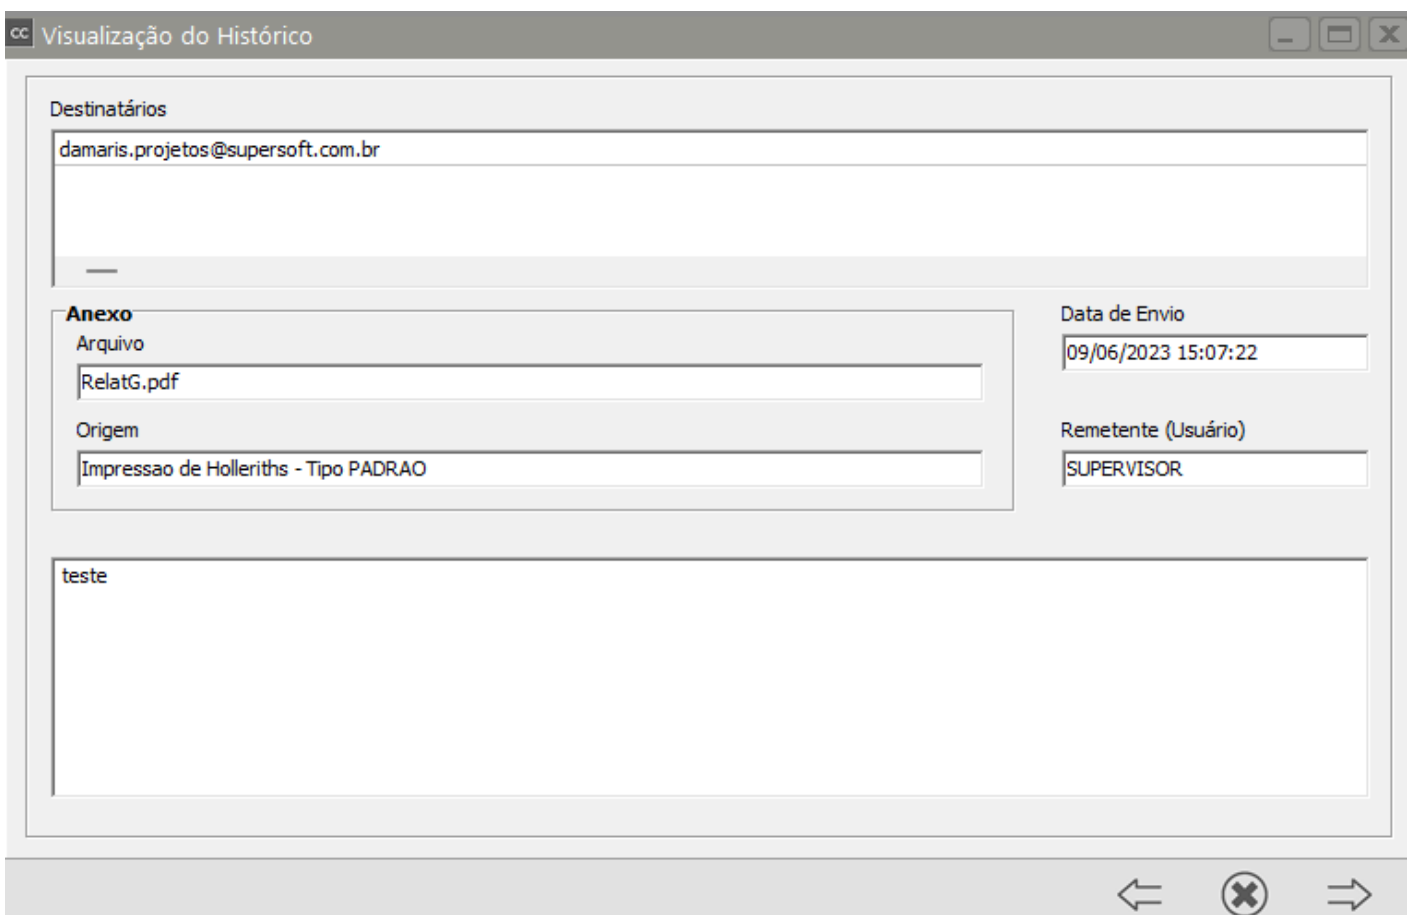 cc Visualização do Histórico
Destinatários
damaris.projetos@supersoft.com.br
Anexo
Arquivo
RelatG.pdf
Origem
Impressao de Holleriths - Tipo PADRAO
Data de Envio
09/06/2023 15:07:22
Remetente (Usuário)
SUPERVISOR
teste